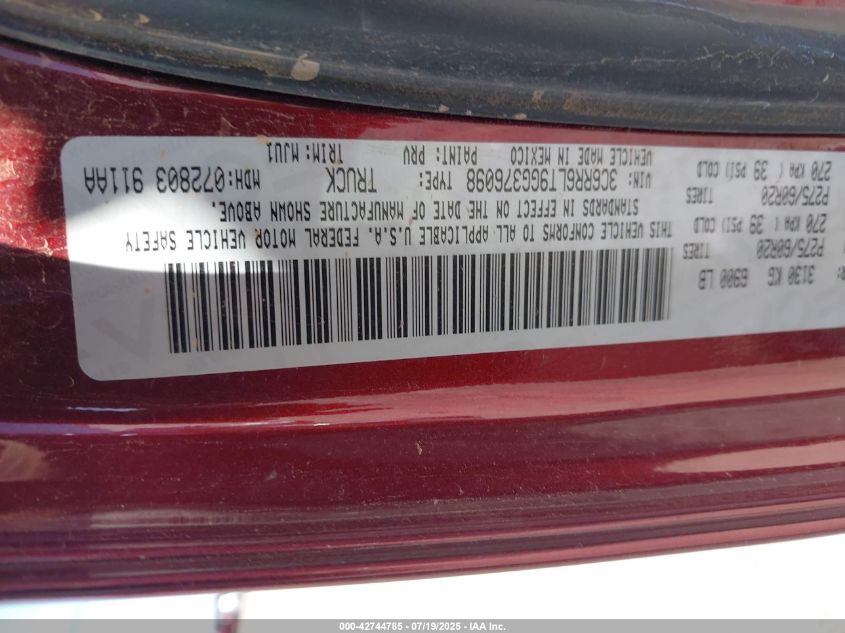 3130 KG 6900 LB
P275/60R20 TIRES
270 KPA ( 39 PSI) COLD
P275/60R20 TIRES
270 KPA ( 39 PSI) COLD
THIS VEHICLE CONFORMS TO ALL APPLICABLE U.S.A. FEDERAL MOTOR VEHICLE SAFETY
STANDARDS IN EFFECT ON THE DATE OF MANUFACTURE SHOWN ABOVE.
VIN: 3C6RR6LT9GG376098 TYPE: TRUCK MDH:072803 911AA
VEHICLE MADE IN MEXICO PAINT: PRV TRIM: MJU1
000-42744785 - 07/19/2025 - IAA Inc.